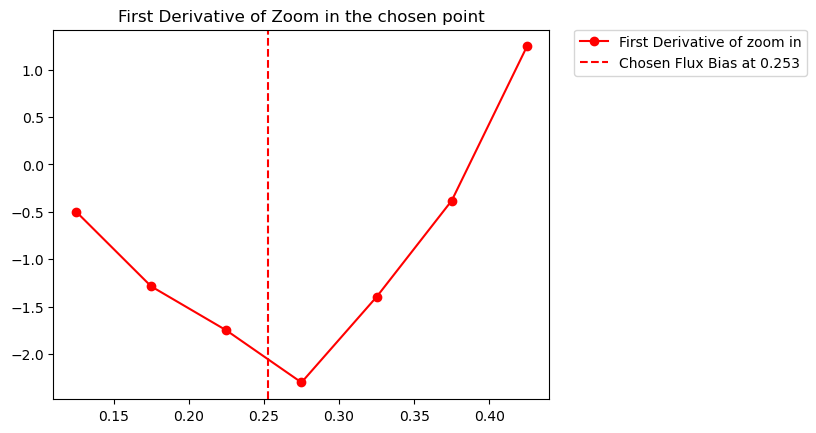 First Derivative of Zoom in the chosen point
First Derivative of zoom in
Chosen Flux Bias at 0.253
1.0
0.5
0.0
−0.5
−1.0
−1.5
−2.0
0.15 0.20 0.25 0.30 0.35 0.40